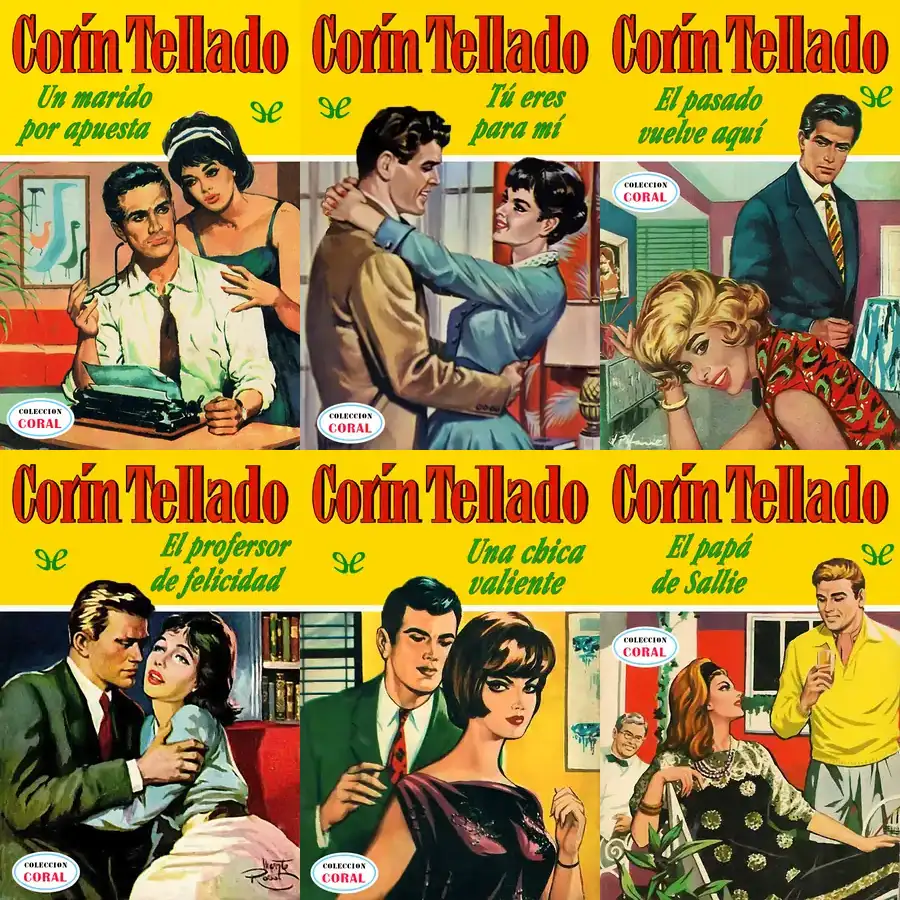 Corín Tellado
Un marido
por apuesta
COLECCION
CORAL
Corín Tellado
Tú eres
para mí
COLECCION
CORAL
Corín Tellado
El pasado
vuelve aquí
COLECCION
CORAL
Corín Tellado
El profersor
de felicidad
COLECCION
CORAL
Corín Tellado
Una chica
valiente
COLECCION
CORAL
Corín Tellado
El papá
de Sallie
COLECCION
CORAL